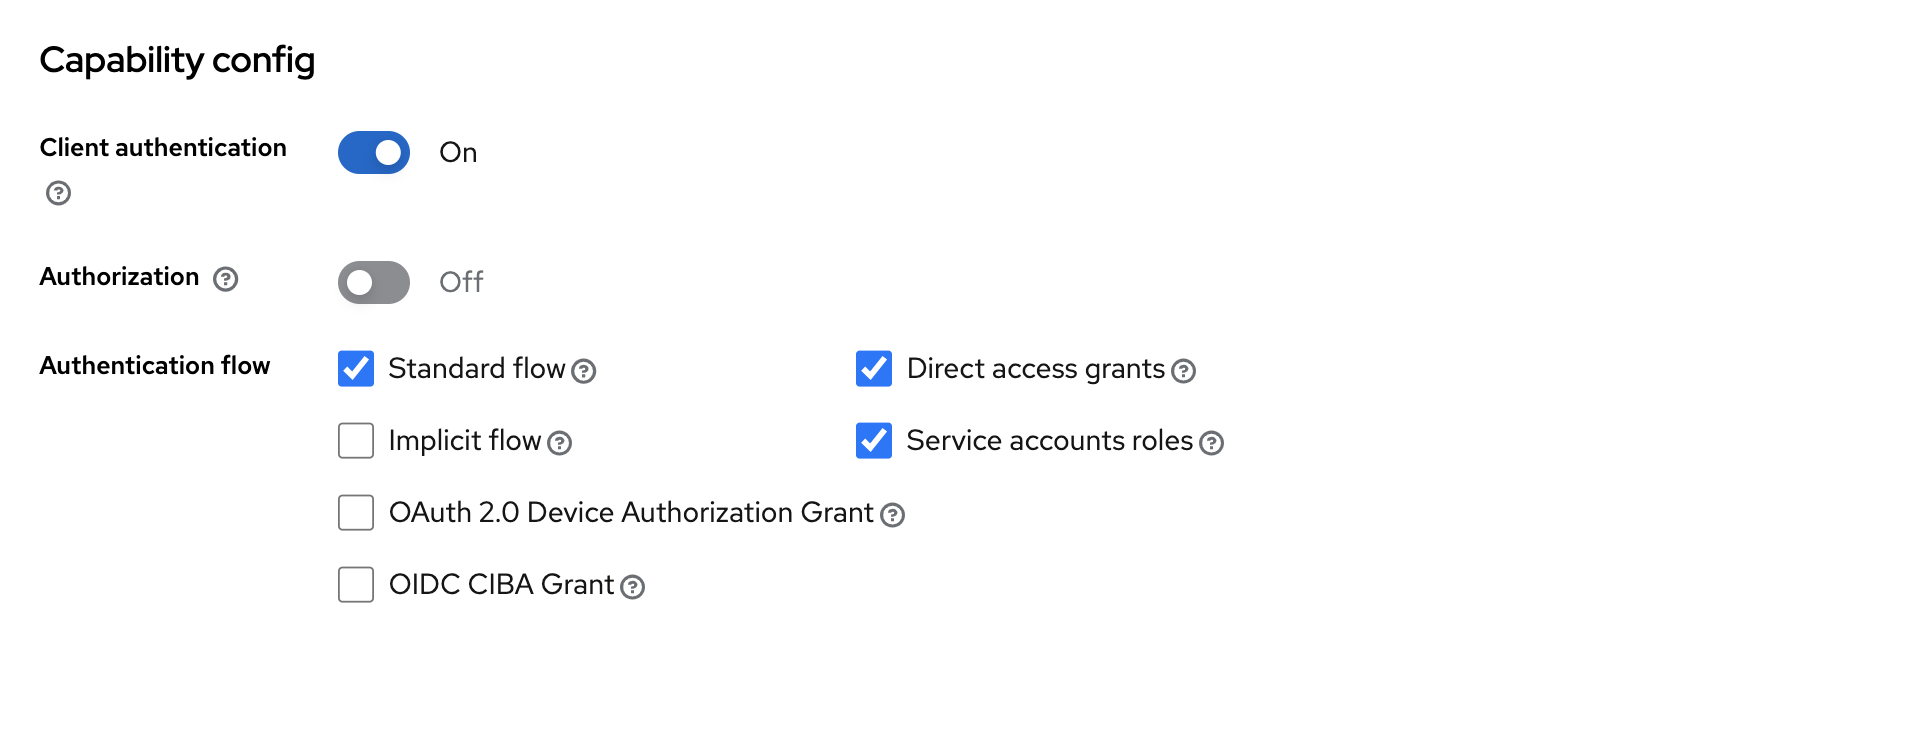 Capability config
Client authentication
On
Authorization
Off
Authentication flow
Standard flow
Direct access grants
Implicit flow
Service accounts roles
OAuth 2.0 Device Authorization Grant
OIDC CIBA Grant